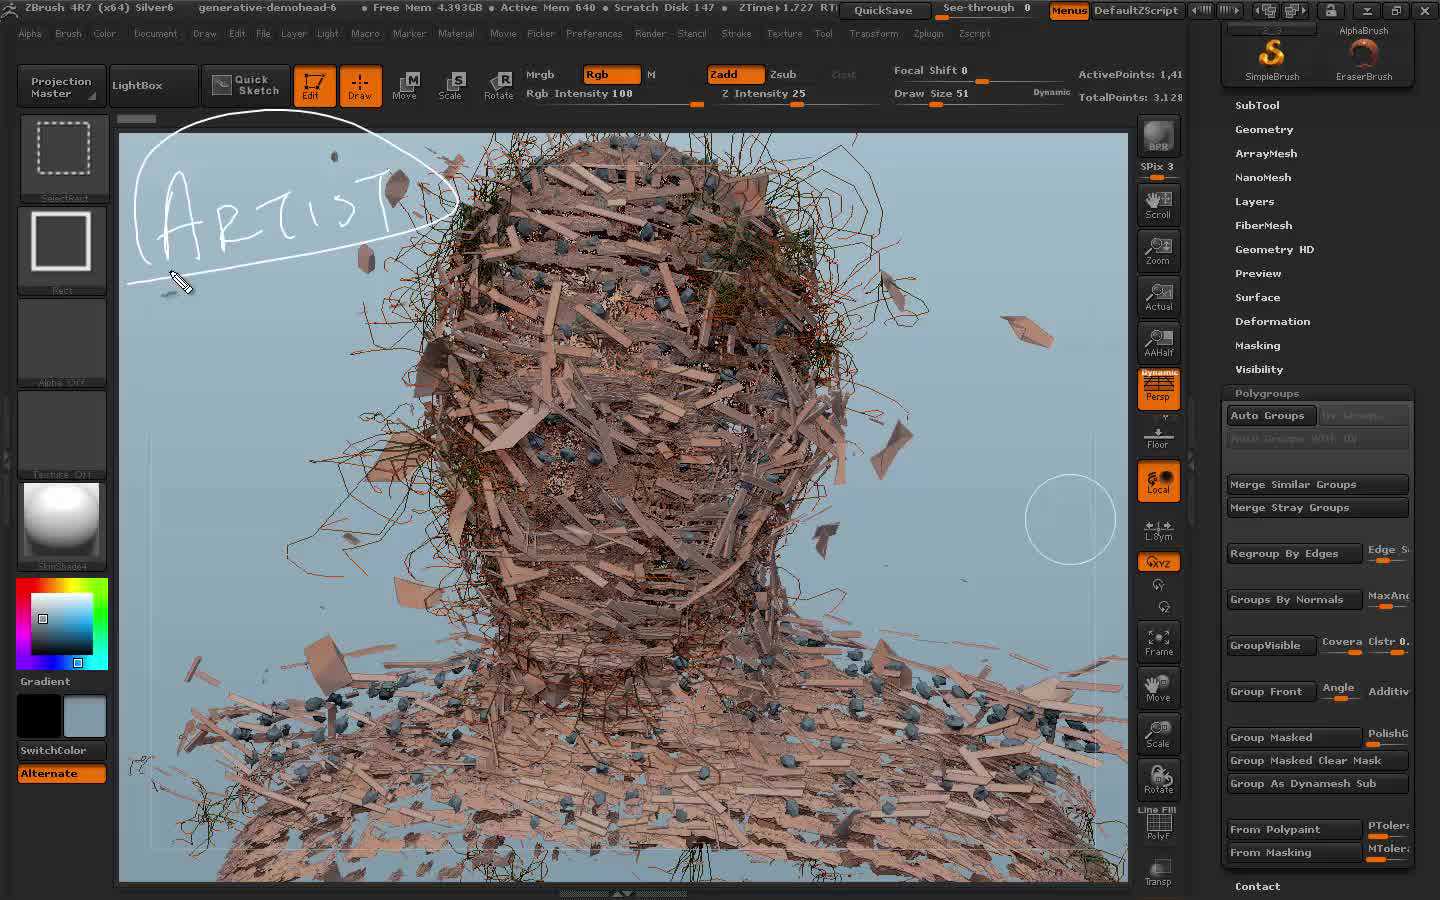 ZBrush 4R7 (x64) Silver6 generative-demohead-6 • Free Mem 4.393GB • Active Mem 640 • Scratch Disk 147 • ZTime▸1.727 RTi
QuickSave See-through 0 Menus DefaultZScript
Alpha Brush Color Document Draw Edit File Layer Light Macro Marker Material Movie Picker Preferences Render Stencil Stroke Texture Tool Transform Zplugin Zscript
Projection Master
LightBox
Quick Sketch
Edit
Draw
Move
Scale
Rotate
Mrgb Rgb M
Rgb Intensity 100
Zadd Zsub Cut
Z Intensity 25
Focal Shift 0
Draw Size 51 Dynamic
ActivePoints: 1,41
TotalPoints: 3.128
SimpleBrush
AlphaBrush
EraserBrush
SelectRect
Rect
Alpha Off
Texture Off
SkinShade4
Gradient
SwitchColor
Alternate
ARTIST
BPR
SPix 3
Scroll
Zoom
Actual
AAHalf
Dynamic
Persp
Floor
Local
L.Sym
XYZ
Frame
Move
Scale
Rotate
Line Fill
PolyF
Transp
SubTool
Geometry
ArrayMesh
NanoMesh
Layers
FiberMesh
Geometry HD
Preview
Surface
Deformation
Masking
Visibility
Polygroups
Auto Groups
Auto Groups With UV
Merge Similar Groups
Merge Stray Groups
Regroup By Edges Edge S
Groups By Normals MaxAn
GroupVisible Covera Clstr 0.
Group Front Angle Additiv
Group Masked PolishG
Group Masked Clear Mask
Group As Dynamesh Sub
From Polypaint PTolera
From Masking MTolera
Contact